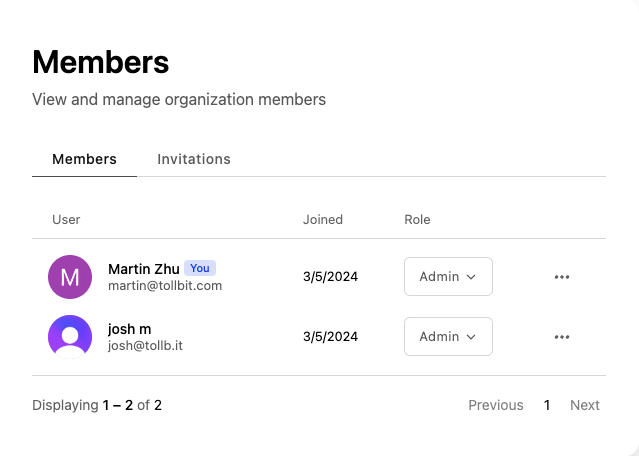 Members
View and manage organization members
Members Invitations
User Joined Role
M Martin Zhu You 3/5/2024 Admin ...
martin@tollbit.com
josh m 3/5/2024 Admin ...
josh@tollb.it
Displaying 1 – 2 of 2 Previous 1 Next